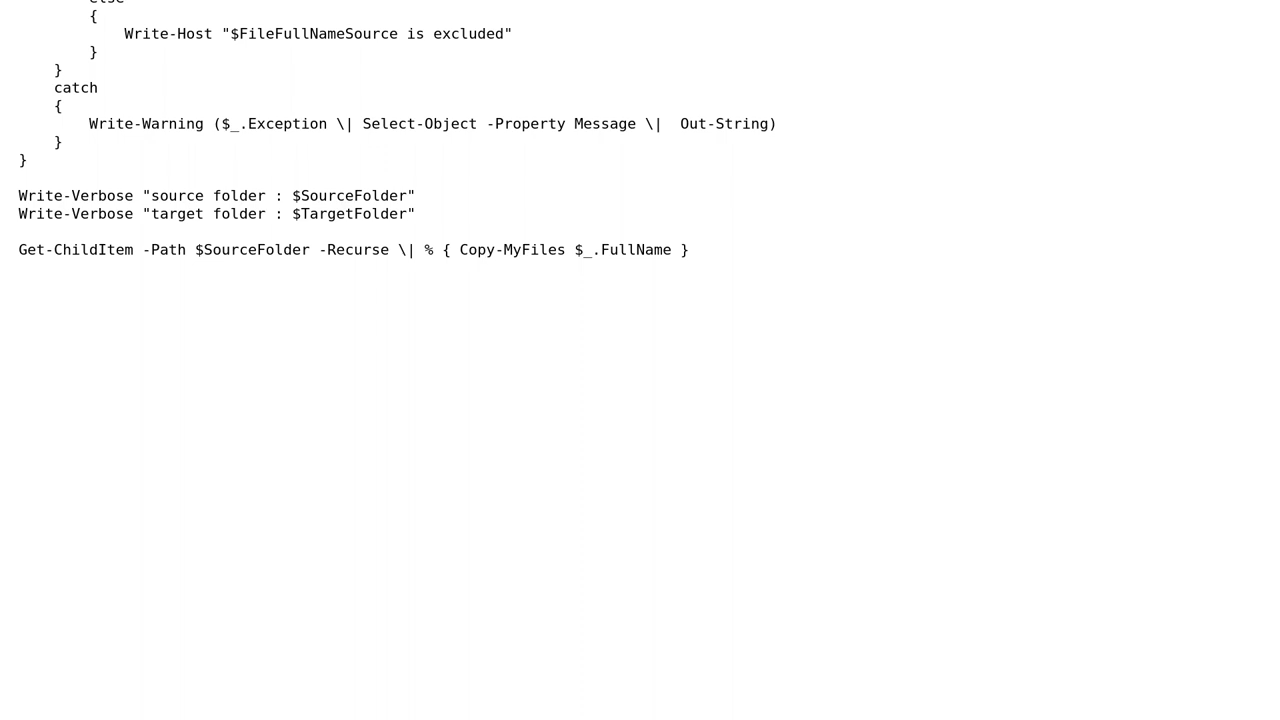 else
        {
            Write-Host "$FileFullNameSource is excluded"
        }
    }
    catch
    {
        Write-Warning ($_.Exception \| Select-Object -Property Message \|  Out-String)
    }
}

Write-Verbose "source folder : $SourceFolder"
Write-Verbose "target folder : $TargetFolder"

Get-ChildItem -Path $SourceFolder -Recurse \| % { Copy-MyFiles $_.FullName }